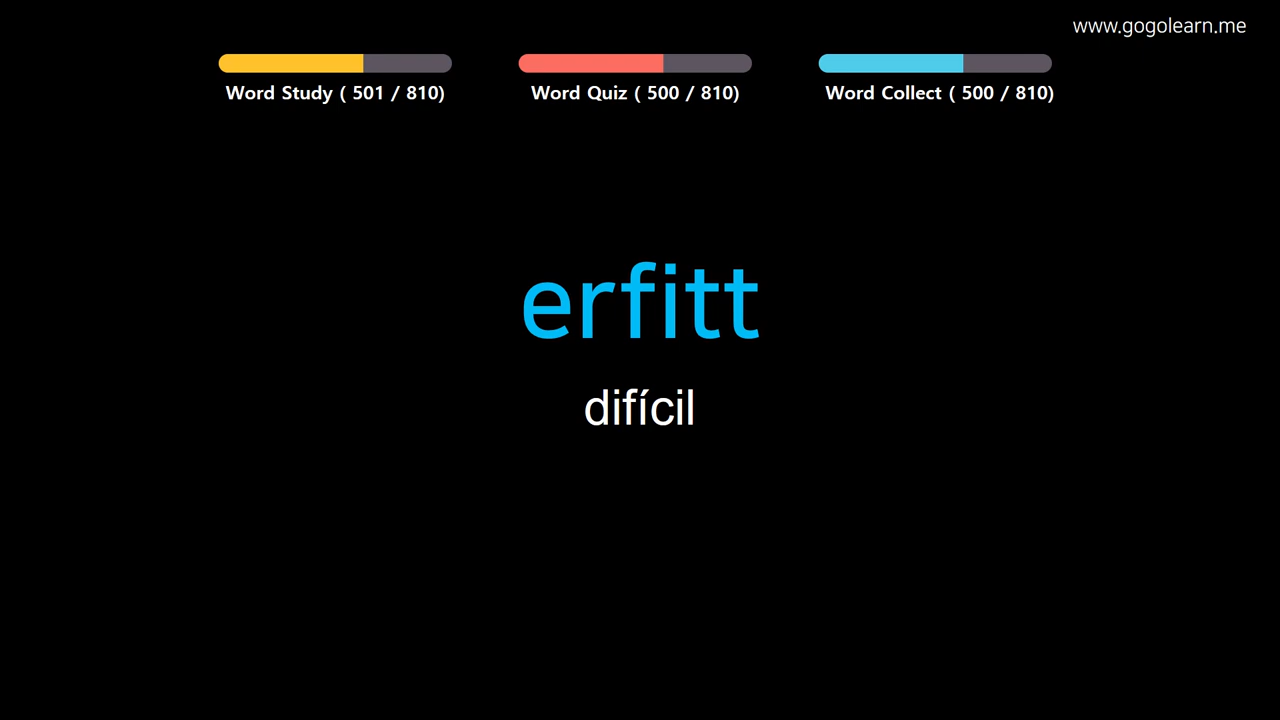 www.gogolearn.me
Word Study ( 501 / 810)
Word Quiz ( 500 / 810)
Word Collect ( 500 / 810)
erfitt
difícil